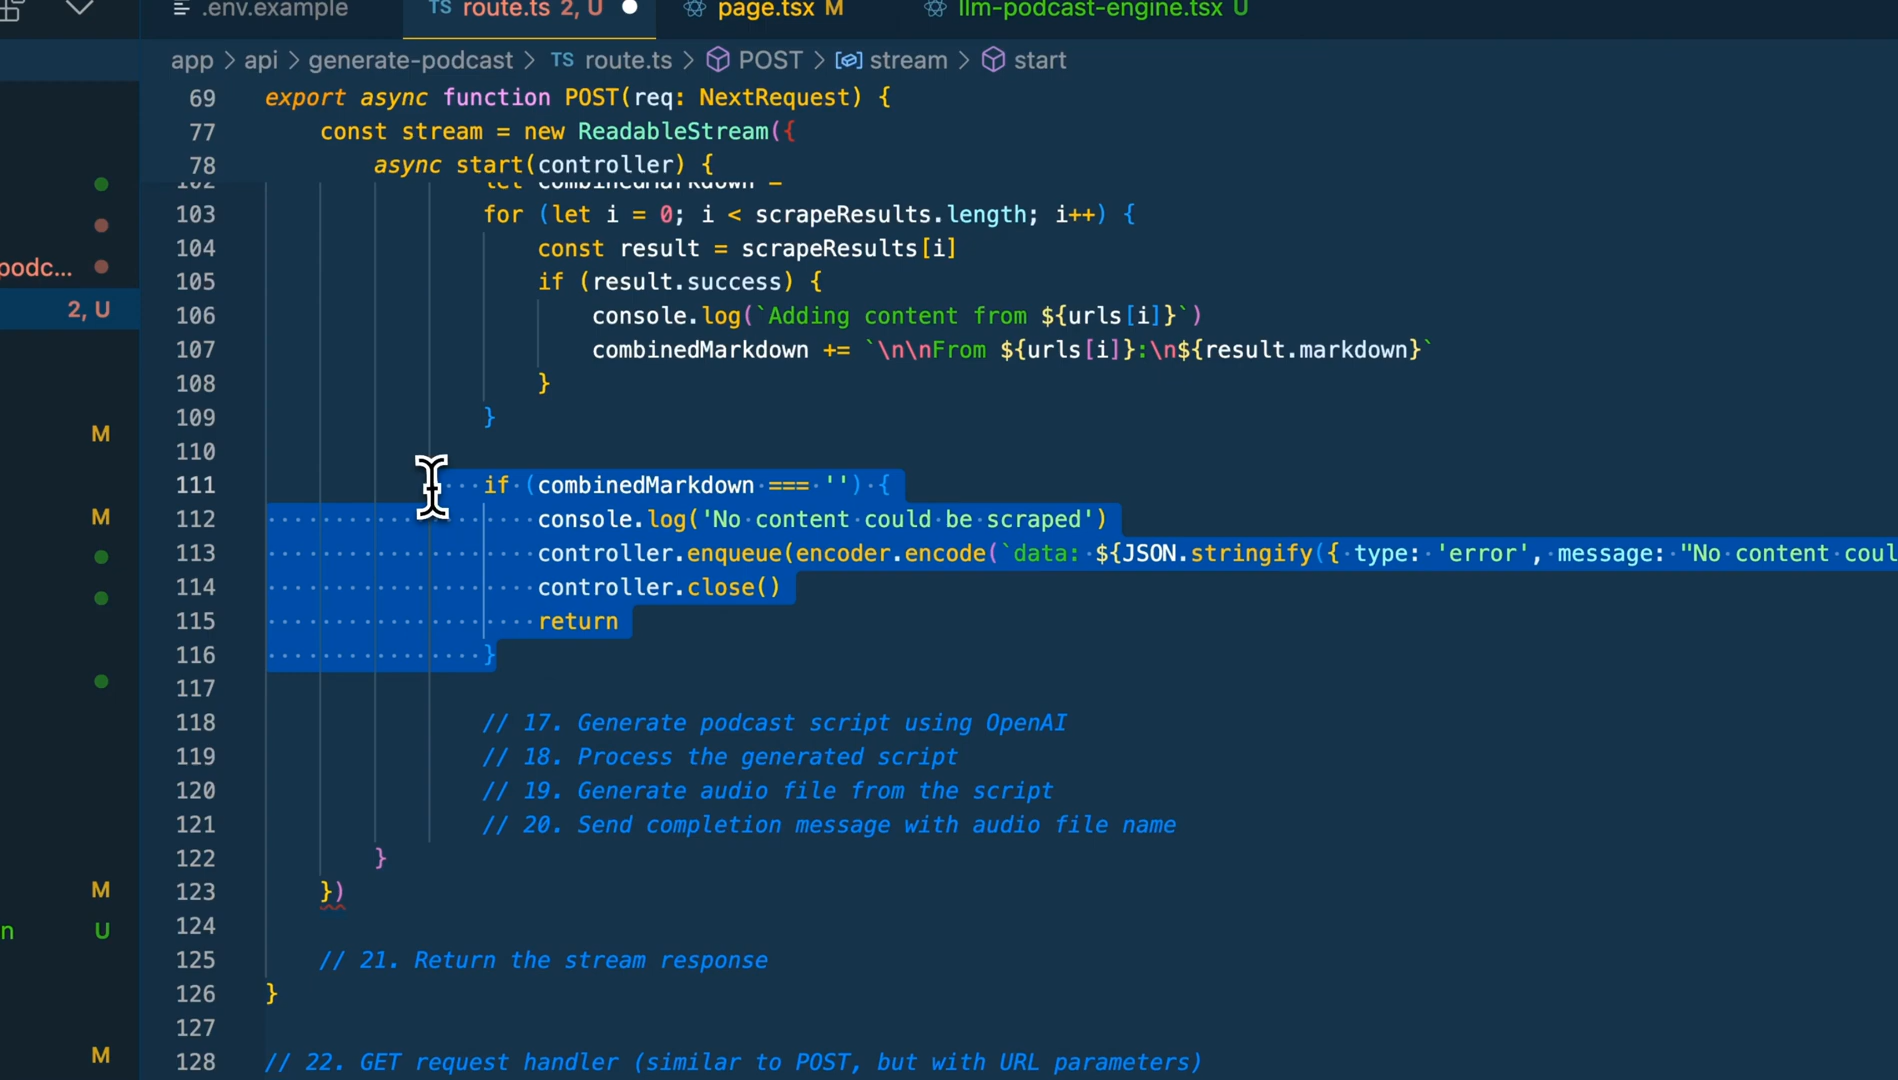 .env.example TS route.ts 2, U page.tsx M llm-podcast-engine.tsx U
app > api > generate-podcast > TS route.ts > POST > stream > start
69 export async function POST(req: NextRequest) {
77 const stream = new ReadableStream({
78 async start(controller) {
102 let combinedMarkdown =
103 for (let i = 0; i < scrapeResults.length; i++) {
104 const result = scrapeResults[i]
105 if (result.success) {
106 console.log(`Adding content from ${urls[i]}`)
107 combinedMarkdown += `\n\nFrom ${urls[i]}:\n${result.markdown}`
108 }
109 }
110
111 if (combinedMarkdown === '') {
112 console.log('No content could be scraped')
113 controller.enqueue(encoder.encode(`data: ${JSON.stringify({ type: 'error', message: "No content coul
114 controller.close()
115 return
116 }
117
118 // 17. Generate podcast script using OpenAI
119 // 18. Process the generated script
120 // 19. Generate audio file from the script
121 // 20. Send completion message with audio file name
122 }
123 })
124
125 // 21. Return the stream response
126 }
127
128 // 22. GET request handler (similar to POST, but with URL parameters)
podc...
2, U
M
M
M
n U
M